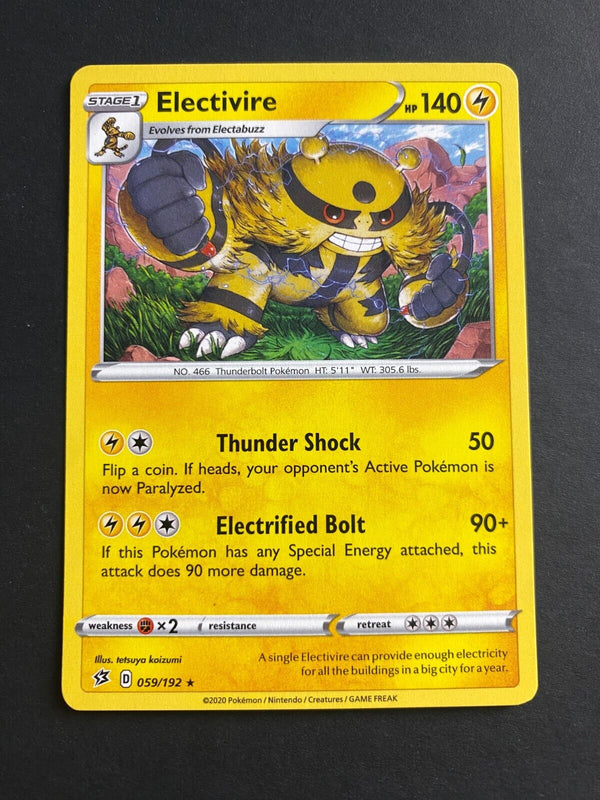 STAGE 1 Electivire HP 140
Evolves from Electabuzz
NO. 466 Thunderbolt Pokémon HT: 5'11" WT: 305.6 lbs.
Thunder Shock 50
Flip a coin. If heads, your opponent's Active Pokémon is
now Paralyzed.
Electrified Bolt 90+
If this Pokémon has any Special Energy attached, this
attack does 90 more damage.
weakness ×2 resistance retreat
Illus. tetsuya koizumi
A single Electivire can provide enough electricity
for all the buildings in a big city for a year.
D 059/192 ★
©2020 Pokémon / Nintendo / Creatures / GAME FREAK